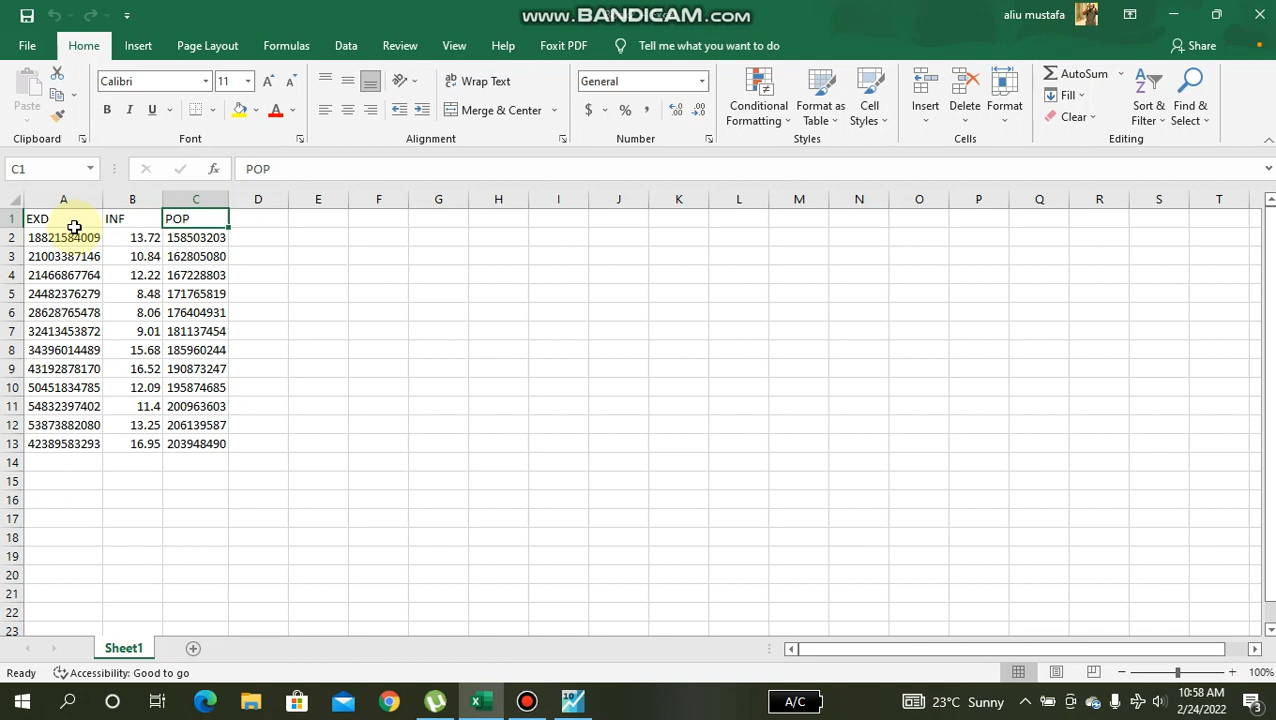 www.BANDICAM.com
aliu mustafa
File Home Insert Page Layout Formulas Data Review View Help Foxit PDF Tell me what you want to do Share
Paste
Clipboard
Calibri 11
B I U
Font
Wrap Text
Merge & Center
Alignment
General
$ % ,
Number
Conditional Formatting
Format as Table
Cell Styles
Styles
Insert Delete Format
Cells
AutoSum
Fill
Clear
Sort & Filter
Find & Select
Editing
C1 fx POP
A B C D E F G H I J K L M N O P Q R S T
1 EXD INF POP
2 18821584009 13.72 158503203
3 21003387146 10.84 162805080
4 21466867764 12.22 167228803
5 24482376279 8.48 171765819
6 28628765478 8.06 176404931
7 32413453872 9.01 181137454
8 34396014489 15.68 185960244
9 43192878170 16.52 190873247
10 50451834785 12.09 195874685
11 54832397402 11.4 200963603
12 53873882080 13.25 206139587
13 42389583293 16.95 203948490
14
15
16
17
18
19
20
21
22
23
Sheet1
Ready Accessibility: Good to go 100%
A/C 23°C Sunny 10:58 AM
2/24/2022 3